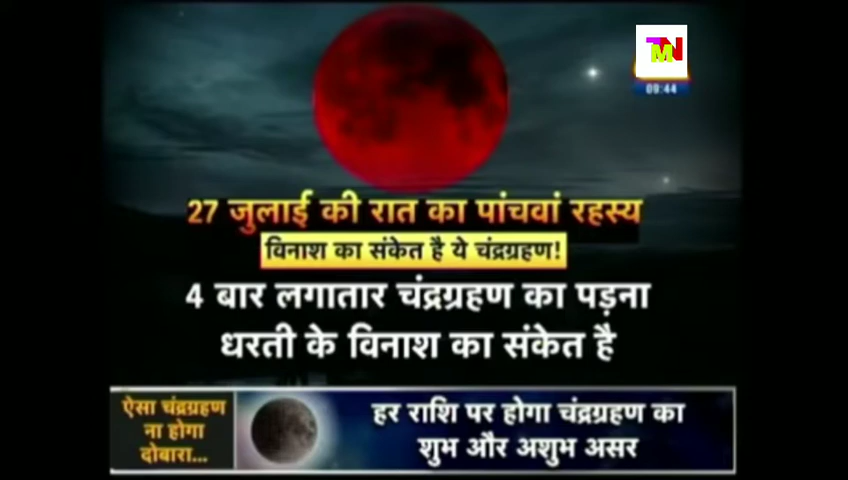 TMN
09:44
27 जुलाई की रात का पांचवां रहस्य
विनाश का संकेत है ये चंद्रग्रहण!
4 बार लगातार चंद्रग्रहण का पड़ना
धरती के विनाश का संकेत है
ऐसा चंद्रग्रहण
ना होगा
दोबारा...
हर राशि पर होगा चंद्रग्रहण का
शुभ और अशुभ असर